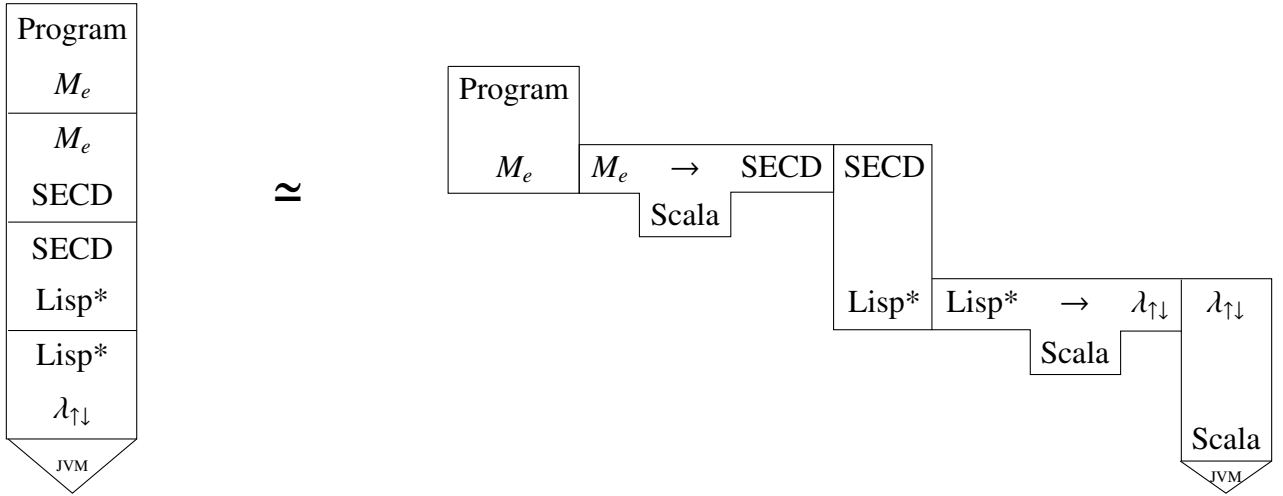 Program
M_e
M_e
SECD
SECD
Lisp*
Lisp*
λ↑↓
JVM
≃
Program
M_e M_e → SECD SECD
Scala
Lisp* Lisp* → λ↑↓ λ↑↓
Scala
Scala
JVM